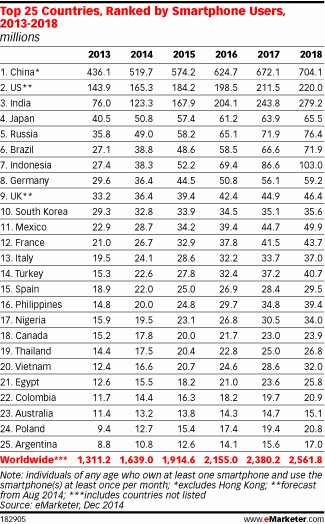 Top 25 Countries, Ranked by Smartphone Users,
2013-2018
millions
2013 2014 2015 2016 2017 2018
1. China* 436.1 519.7 574.2 624.7 672.1 704.1
2. US** 143.9 165.3 184.2 198.5 211.5 220.0
3. India 76.0 123.3 167.9 204.1 243.8 279.2
4. Japan 40.5 50.8 57.4 61.2 63.9 65.5
5. Russia 35.8 49.0 58.2 65.1 71.9 76.4
6. Brazil 27.1 38.8 48.6 58.5 66.6 71.9
7. Indonesia 27.4 38.3 52.2 69.4 86.6 103.0
8. Germany 29.6 36.4 44.5 50.8 56.1 59.2
9. UK** 33.2 36.4 39.4 42.4 44.9 46.4
10. South Korea 29.3 32.8 33.9 34.5 35.1 35.6
11. Mexico 22.9 28.7 34.2 39.4 44.7 49.9
12. France 21.0 26.7 32.9 37.8 41.5 43.7
13. Italy 19.5 24.1 28.6 32.2 33.7 37.0
14. Turkey 15.3 22.6 27.8 32.4 37.2 40.7
15. Spain 18.9 22.0 25.0 26.9 28.4 29.5
16. Philippines 14.8 20.0 24.8 29.7 34.8 39.4
17. Nigeria 15.9 19.5 23.1 26.8 30.5 34.0
18. Canada 15.2 17.8 20.0 21.7 23.0 23.9
19. Thailand 14.4 17.5 20.4 22.8 25.0 26.8
20. Vietnam 12.4 16.6 20.7 24.6 28.6 32.0
21. Egypt 12.6 15.5 18.2 21.0 23.6 25.8
22. Colombia 11.7 14.4 16.3 18.2 19.7 20.9
23. Australia 11.4 13.2 13.8 14.3 14.7 15.1
24. Poland 9.4 12.7 15.4 17.4 19.4 20.8
25. Argentina 8.8 10.8 12.6 14.1 15.6 17.0
Worldwide*** 1,311.2 1,639.0 1,914.6 2,155.0 2,380.2 2,561.8
Note: individuals of any age who own at least one smartphone and use the
smartphone(s) at least once per month; *excludes Hong Kong; **forecast
from Aug 2014; ***includes countries not listed
Source: eMarketer, Dec 2014
182905 www.eMarketer.com